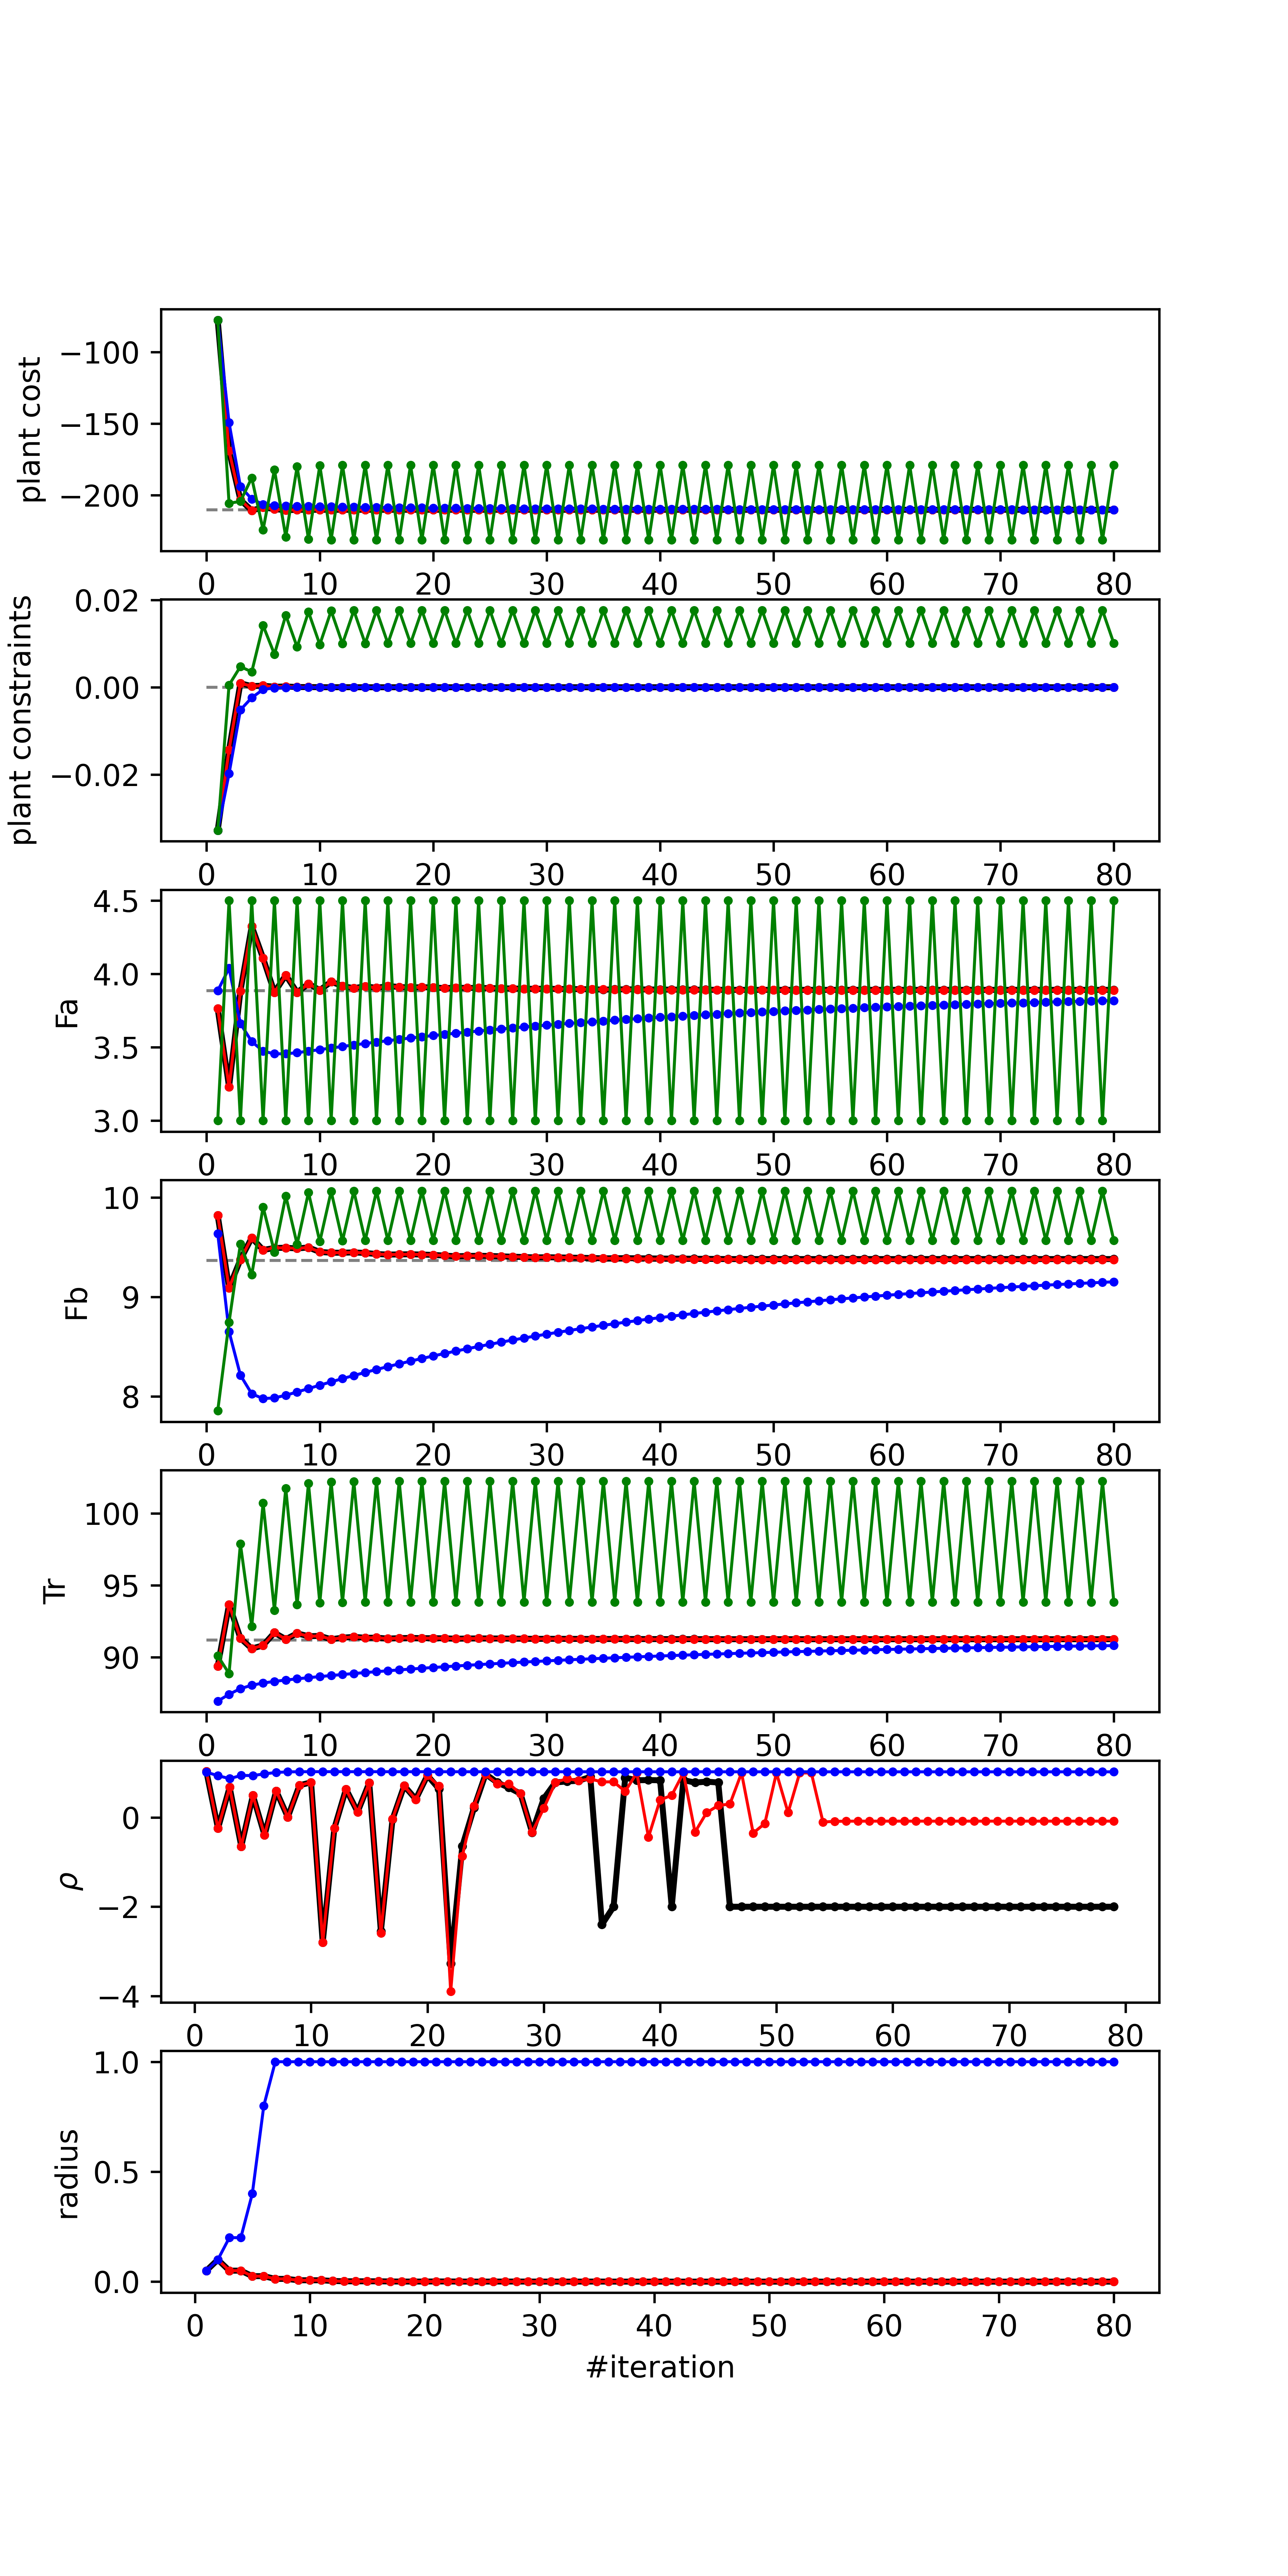 plant cost
−100
−150
−200
0 10 20 30 40 50 60 70 80
plant constraints
0.02
0.00
−0.02
0 10 20 30 40 50 60 70 80
Fa
4.5
4.0
3.5
3.0
0 10 20 30 40 50 60 70 80
Fb
10
9
8
0 10 20 30 40 50 60 70 80
Tr
100
95
90
0 10 20 30 40 50 60 70 80
ρ
0
−2
−4
0 10 20 30 40 50 60 70 80
radius
1.0
0.5
0.0
0 10 20 30 40 50 60 70 80
#iteration